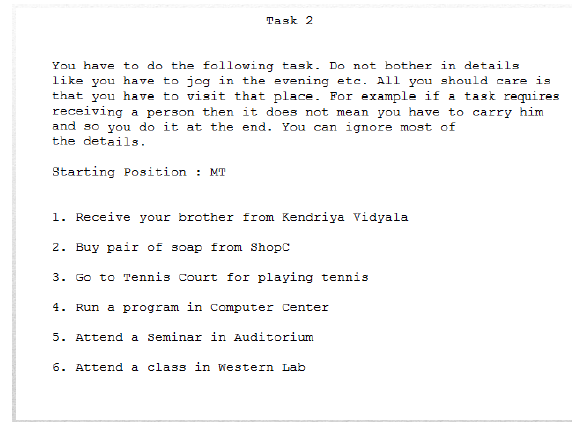 Task 2
You have to do the following task. Do not bother in details
like you have to jog in the evening etc. All you should care is
that you have to visit that place. For example if a task requires
receiving a person then it does not mean you have to carry him
and so you do it at the end. You can ignore most of
the details.
Starting Position : MT
1. Receive your brother from Kendriya Vidyala
2. Buy pair of soap from ShopC
3. Go to Tennis Court for playing tennis
4. Run a program in Computer Center
5. Attend a Seminar in Auditorium
6. Attend a class in Western Lab